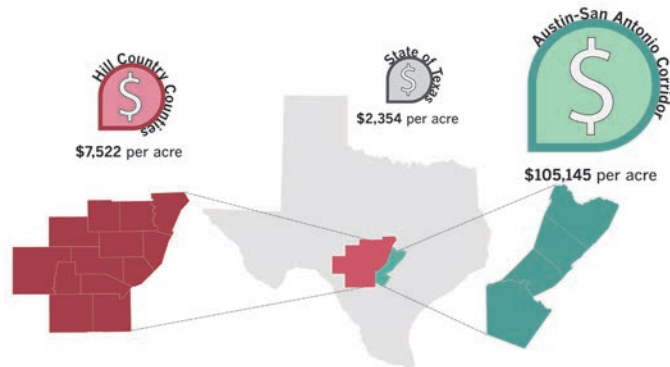 Hill Country Counties
$
$7,522 per acre
State of Texas
$
$2,354 per acre
Austin-San Antonio Corridor
$
$105,145 per acre